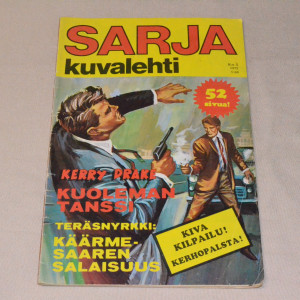 SARJA
kuvalehti
52
sivua!
KERRY DRAKE
KUOLEMAN
TANSSI
TERÄSNYRKKI:
KÄÄRME-
SAAREN
SALAISUUS
KIVA
KILPAILU!
KERHOPALSTA!